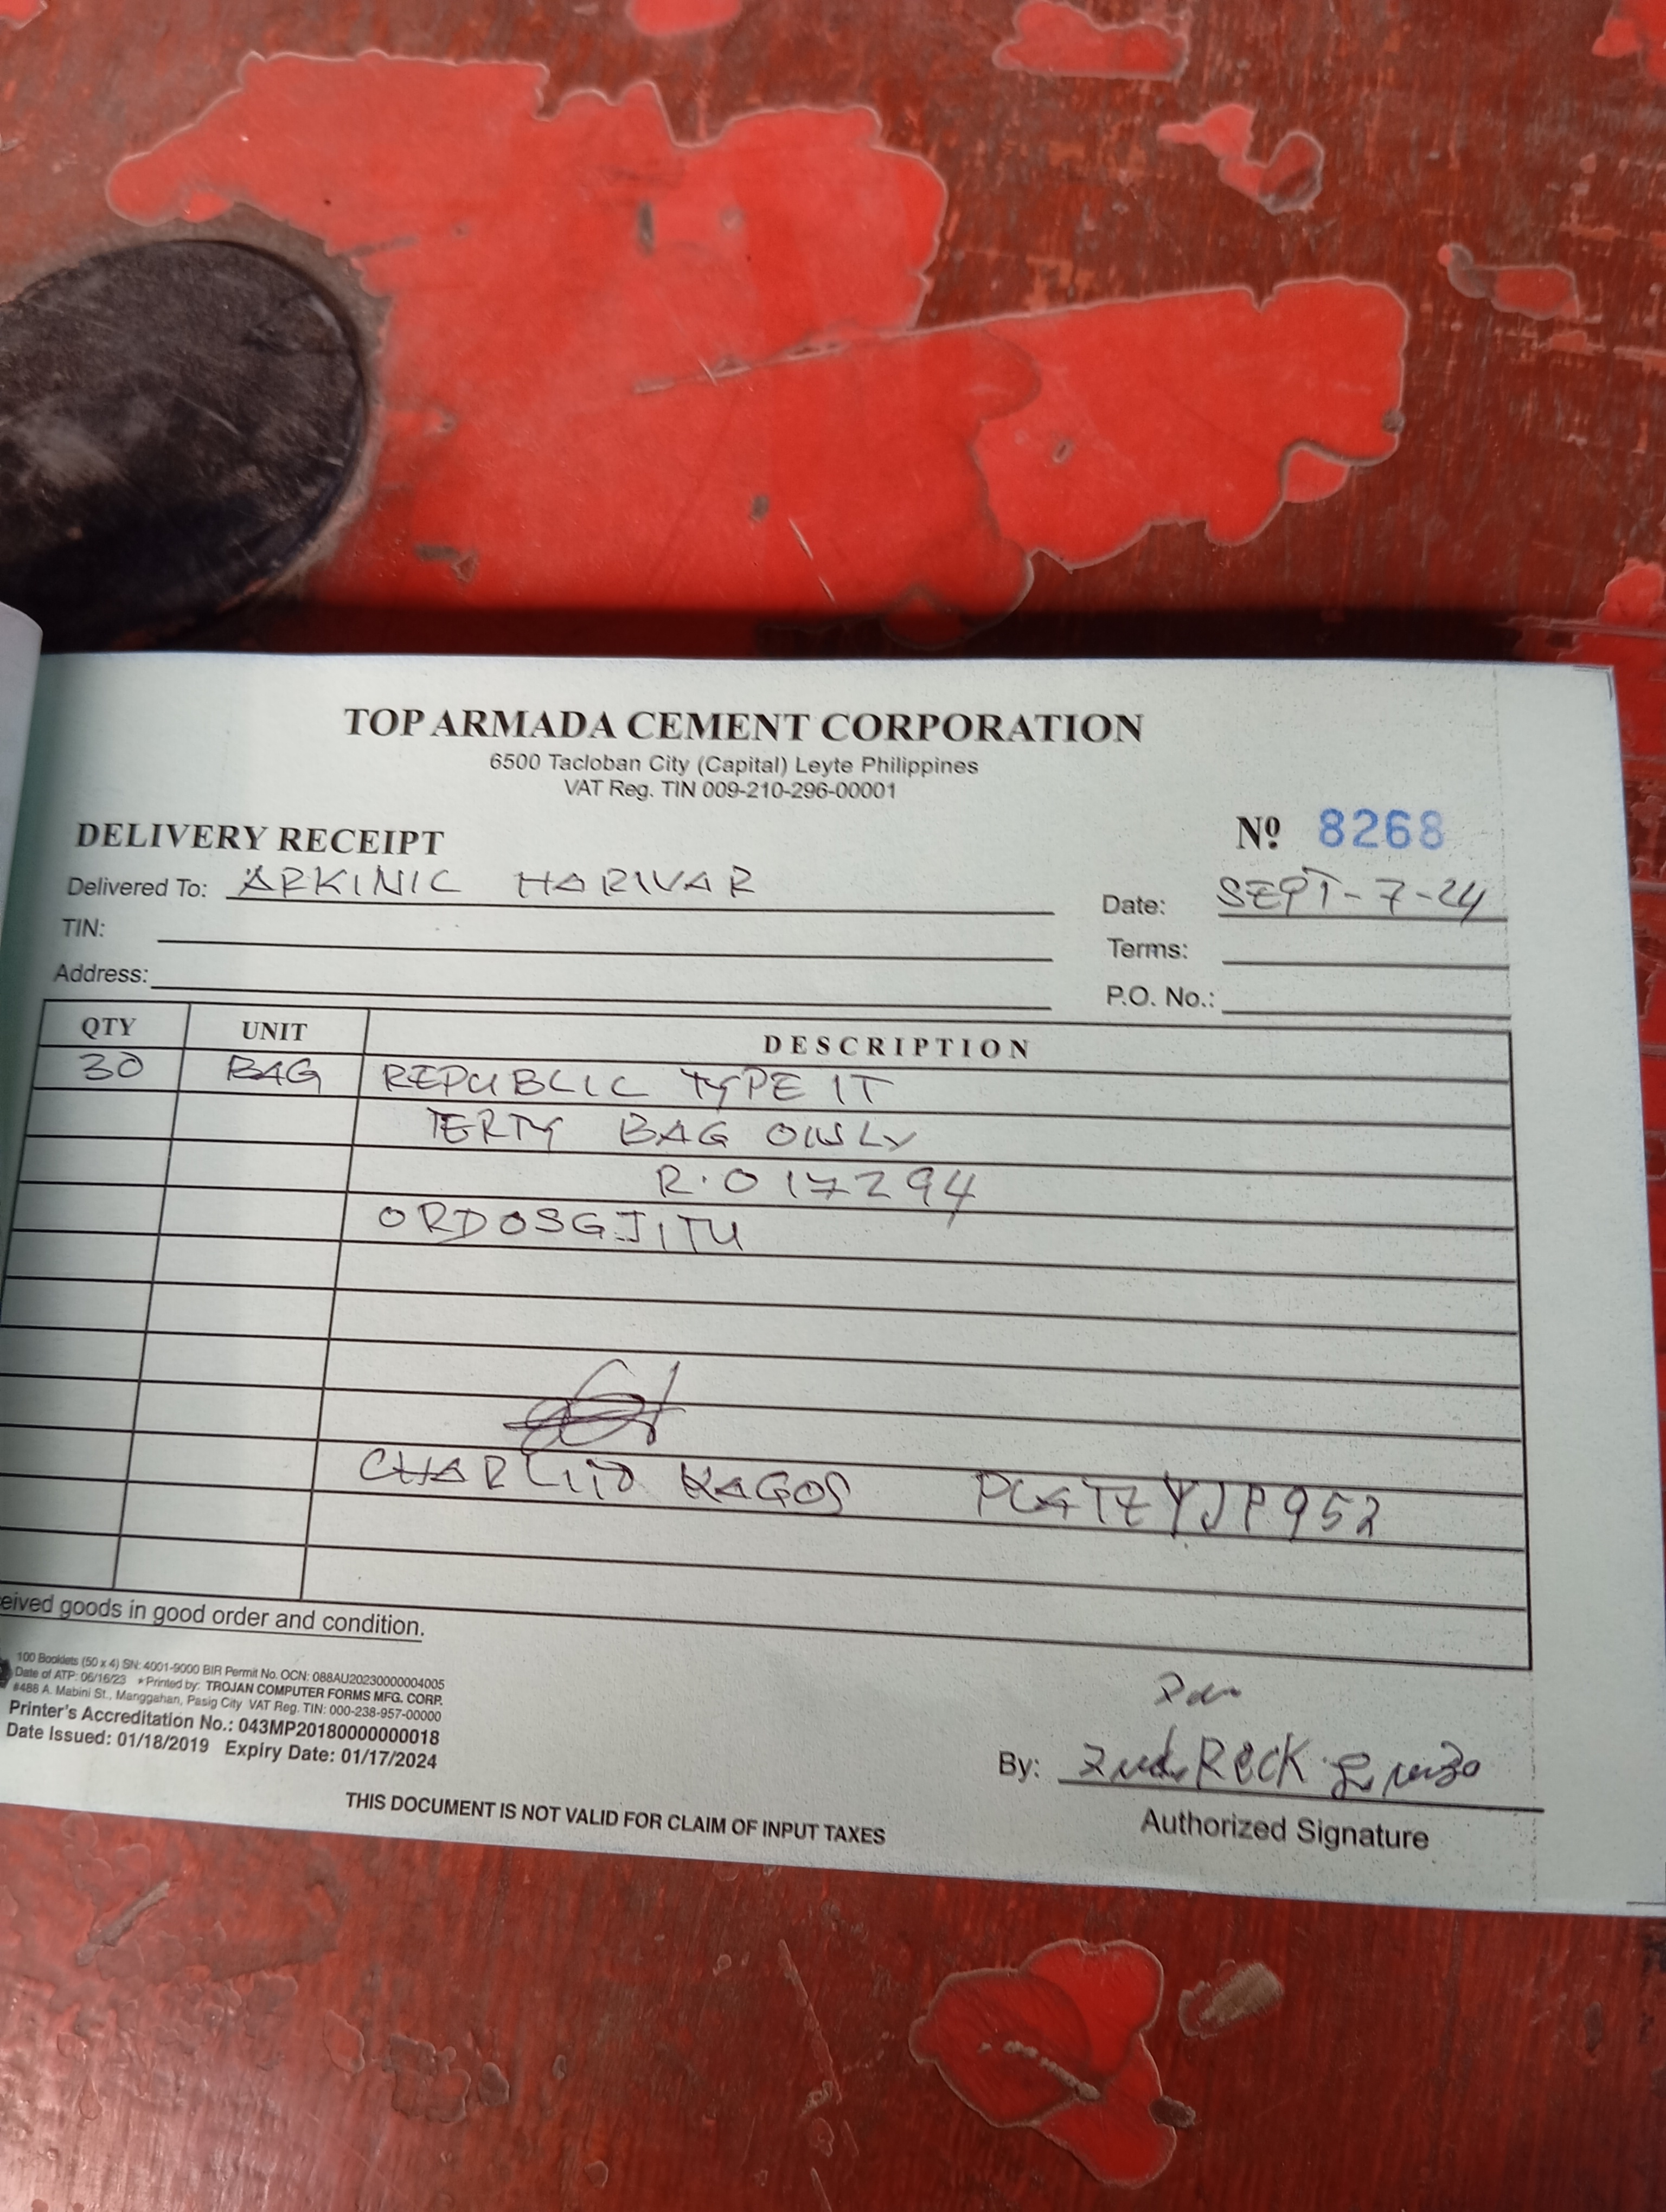 TOP ARMADA CEMENT CORPORATION
6500 Tacloban City (Capital) Leyte Philippines
VAT Reg. TIN 009-210-296-00001
DELIVERY RECEIPT
Nº 8268
Delivered To: ARKINIC HARIVAR
Date: SEPT-7-24
TIN:
Terms:
Address:
P.O. No.:
QTY UNIT DESCRIPTION
30 BAG REPUBLIC TYPE IT
TERTY BAG ONLY
R.O 17294
ORDOSGJITU
CHARLITO KAGOS YJP952
eived goods in good order and condition.
100 Booklets (50 x 4) SN: 4001-9000 BIR Permit No. OCN: 088AU20230000004005
Date of ATP: 06/16/23 *Printed by: TROJAN COMPUTER FORMS MFG. CORP.
#486 A. Mabini St., Manggahan, Pasig City VAT Reg. TIN: 000-238-957-00000
Printer's Accreditation No.: 043MP20180000000018
Date Issued: 01/18/2019 Expiry Date: 01/17/2024
By:
Authorized Signature
THIS DOCUMENT IS NOT VALID FOR CLAIM OF INPUT TAXES